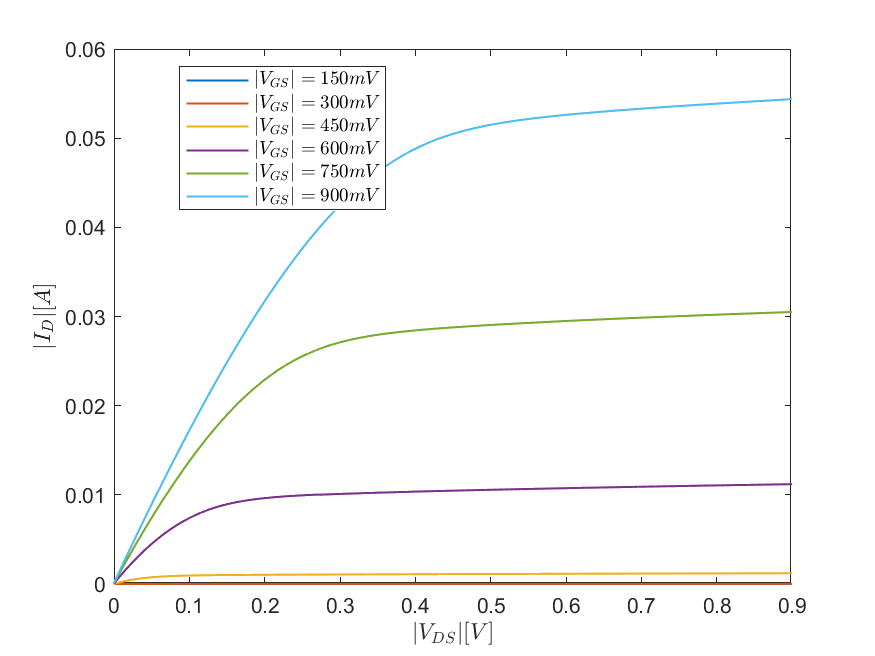 0.06
0.05
0.04
0.03
0.02
0.01
0
|I_D|[A]
|V_GS| = 150mV
|V_GS| = 300mV
|V_GS| = 450mV
|V_GS| = 600mV
|V_GS| = 750mV
|V_GS| = 900mV
0 0.1 0.2 0.3 0.4 0.5 0.6 0.7 0.8 0.9
|V_DS|[V]